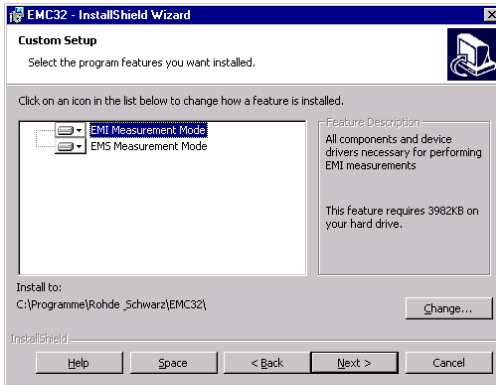 EMC32 - InstallShield Wizard
Custom Setup
Select the program features you want installed.
Click on an icon in the list below to change how a feature is installed.
EMI Measurement Mode
EMS Measurement Mode
Feature Description
All components and device
drivers necessary for performing
EMI measurements
This feature requires 3982KB on
your hard drive.
Install to:
C:\Programme\Rohde_Schwarz\EMC32\
Change...
InstallShield
Help
Space
< Back
Next >
Cancel